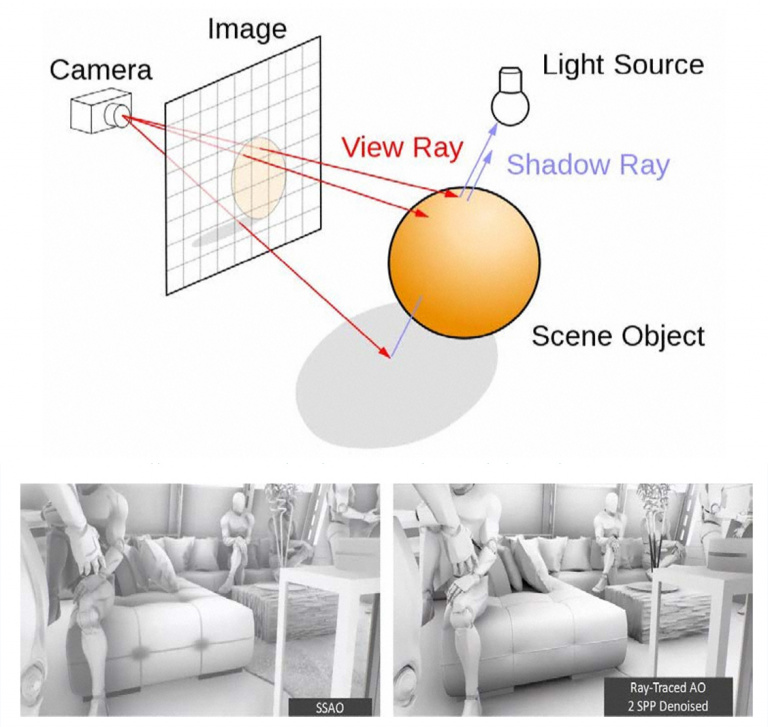 Image
Camera
Light Source
View Ray
Shadow Ray
Scene Object
SSAO
Ray-Traced AO
2 SPP Denoised